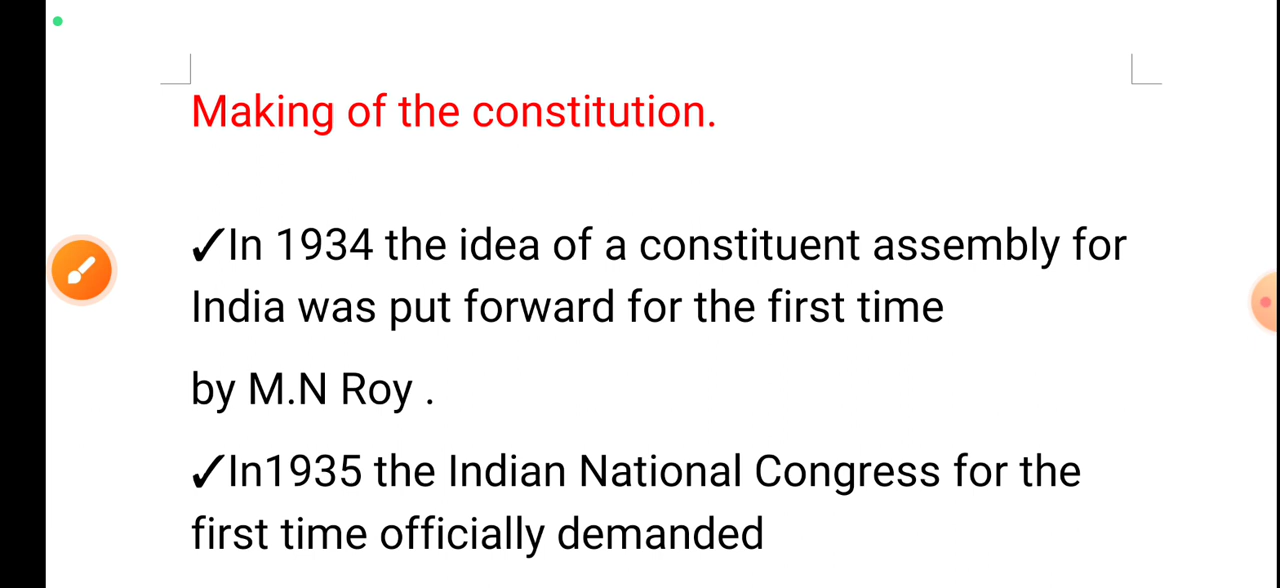 Making of the constitution.
✓In 1934 the idea of a constituent assembly for
India was put forward for the first time
by M.N Roy .
✓In1935 the Indian National Congress for the
first time officially demanded